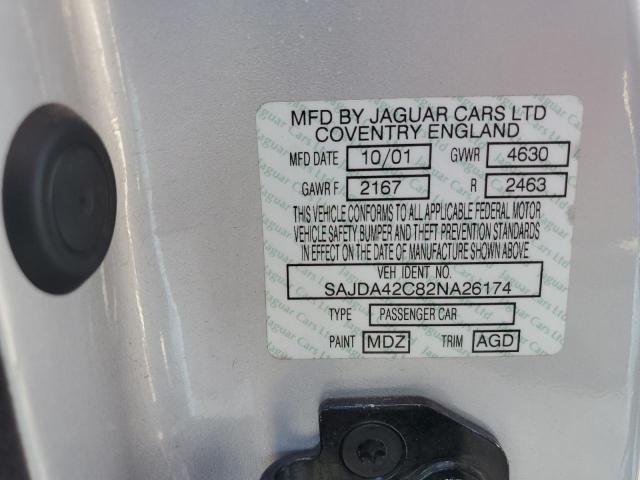 MFD BY JAGUAR CARS LTD
COVENTRY ENGLAND
MFD DATE 10/01 GVWR 4630
GAWR F 2167 R 2463
THIS VEHICLE CONFORMS TO ALL APPLICABLE FEDERAL MOTOR
VEHICLE SAFETY BUMPER AND THEFT PREVENTION STANDARDS
IN EFFECT ON THE DATE OF MANUFACTURE SHOWN ABOVE.
VEH IDENT NO.
SAJDA42C82NA26174
TYPE PASSENGER CAR
PAINT MDZ TRIM AGD